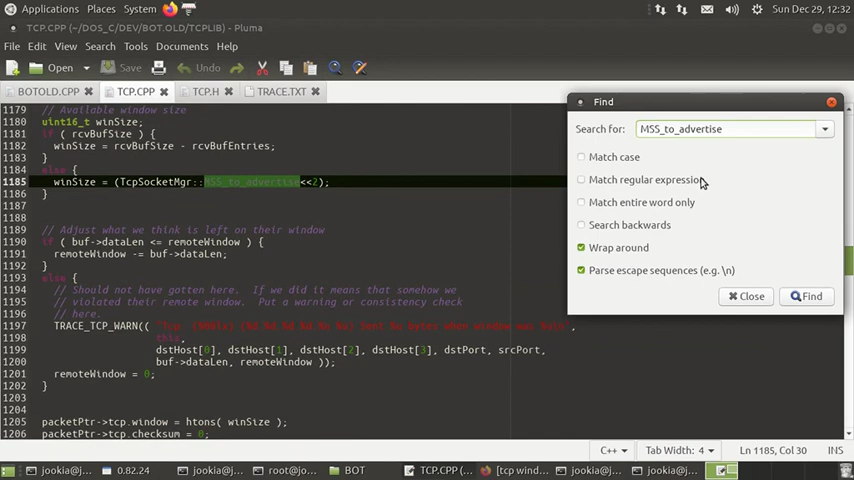 Applications Places System Sun Dec 29, 12:32
TCP.CPP (~/DOS_C/DEV/BOT.OLD/TCPLIB) - Pluma
File Edit View Search Tools Documents Help
Open Save Undo
BOTOLD.CPP TCP.CPP TCP.H TRACE.TXT
1179 // Available window size
1180 uint16_t winSize;
1181 if ( rcvBufSize ) {
1182 winSize = rcvBufSize - rcvBufEntries;
1183 }
1184 else {
1185 winSize = (TcpSocketMgr::MSS_to_advertise<<2);
1186 }
1187
1188
1189 // Adjust what we think is left on their window
1190 if ( buf->dataLen <= remoteWindow ) {
1191 remoteWindow -= buf->dataLen;
1192 }
1193 else {
1194 // Should not have gotten here. If we did it means that somehow we
1195 // violated their remote window. Put a warning or consistency check
1196 // here.
1197 TRACE_TCP_WARN((
1198 this,
1199 dstHost[0], dstHost[1], dstHost[2], dstHost[3], dstPort, srcPort,
1200 buf->dataLen, remoteWindow ));
1201 remoteWindow = 0;
1202 }
1203
1204
1205 packetPtr->tcp.window = htons( winSize );
1206 packetPtr->tcp.checksum = 0;
Find
Search for: MSS_to_advertise
Match case
Match regular expression
Match entire word only
Search backwards
Wrap around
Parse escape sequences (e.g. \n)
Close Find
C++ Tab Width: 4 Ln 1185, Col 30 INS
jookia@j... 0.82.24 jookia@j... root@jo... BOT TCP.CPP (... [tcp wind... jookia@j... jookia@j...